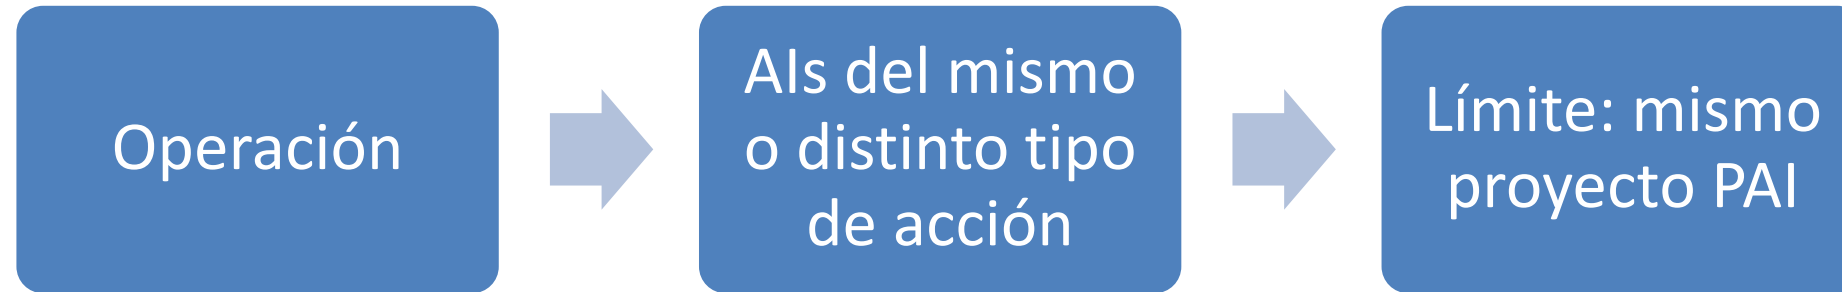 Operación
AIs del mismo
o distinto tipo
de acción
Límite: mismo
proyecto PAI